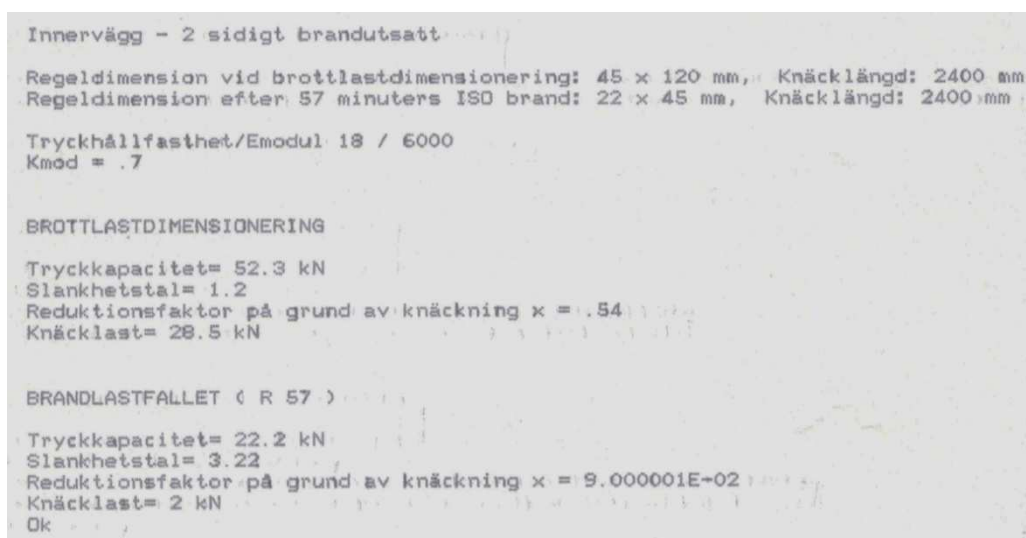 Innervägg - 2 sidigt brandutsatt
Regeldimension vid brottlastdimensionering: 45 x 120 mm, Knäcklängd: 2400 mm
Regeldimension efter 57 minuters ISO brand: 22 x 45 mm, Knäcklängd: 2400 mm
Tryckhållfasthet/Emodul 18 / 6000
Kmod = .7
BROTTLASTDIMENSIONERING
Tryckkapacitet= 52.3 kN
Slankhetstal= 1.2
Reduktionsfaktor på grund av knäckning x = .54
Knäcklast= 28.5 kN
BRANDLASTFALLET ( R 57 )
Tryckkapacitet= 22.2 kN
Slankhetstal= 3.22
Reduktionsfaktor på grund av knäckning x = 9.000001E-02
Knäcklast= 2 kN
Ok